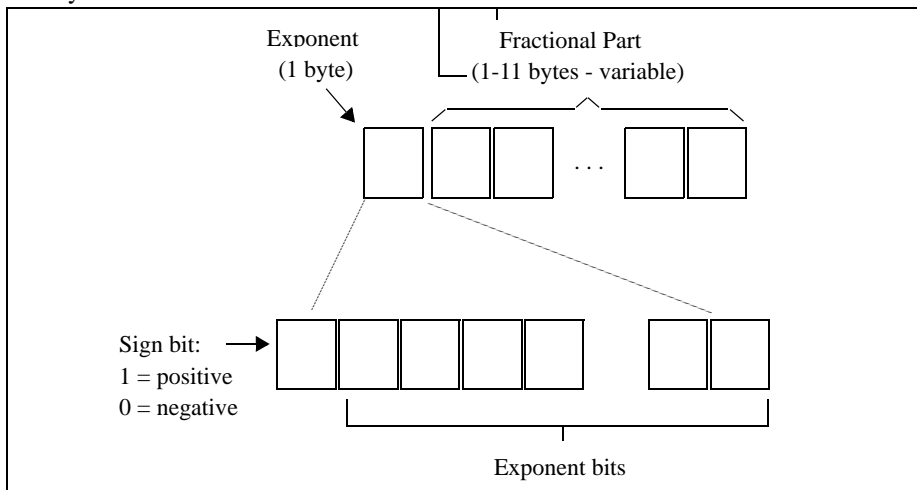 Exponent
(1 byte)
Fractional Part
(1-11 bytes - variable)
. . .
Sign bit:
1 = positive
0 = negative
Exponent bits